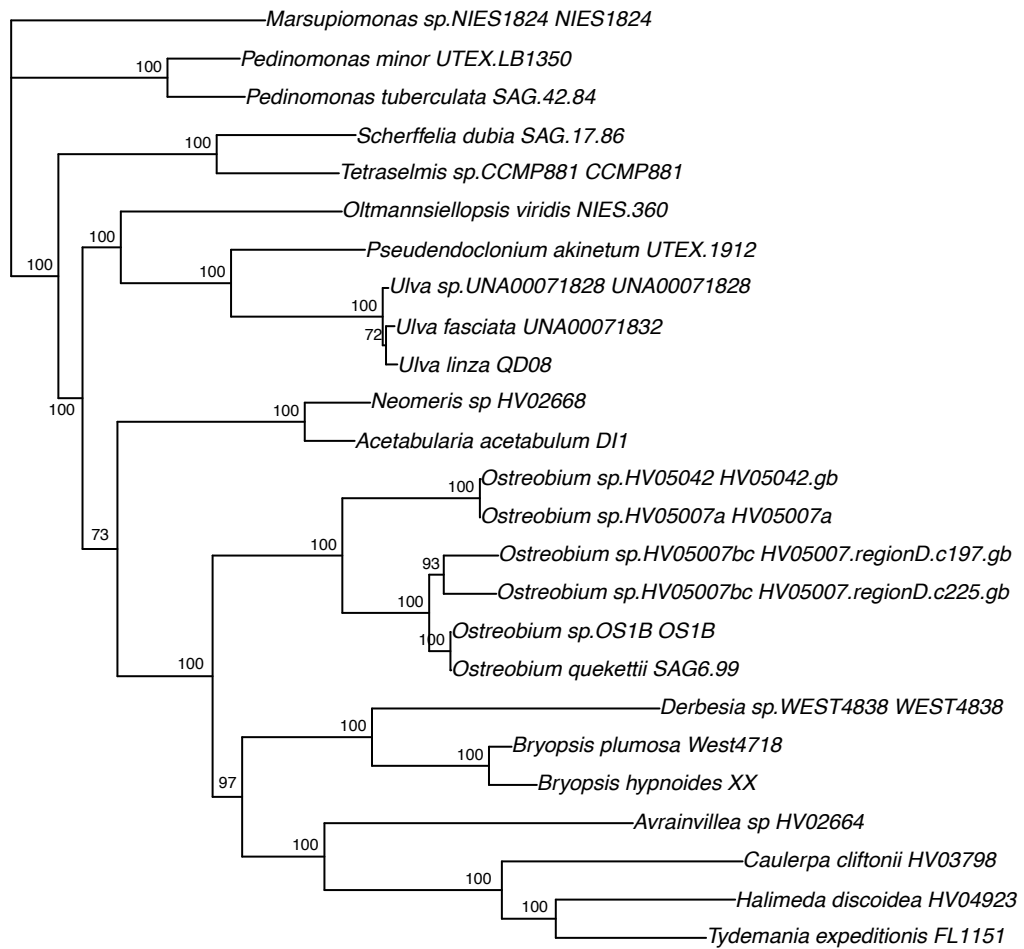 Marsupiomonas sp.NIES1824 NIES1824
100
Pedinomonas minor UTEX.LB1350
Pedinomonas tuberculata SAG.42.84
100
Scherffelia dubia SAG.17.86
Tetraselmis sp.CCMP881 CCMP881
Oltmannsiellopsis viridis NIES.360
100
Pseudendoclonium akinetum UTEX.1912
100
100
Ulva sp.UNA00071828 UNA00071828
100
Ulva fasciata UNA00071832
72
Ulva linza QD08
Neomeris sp HV02668
100
100
Acetabularia acetabulum DI1
Ostreobium sp.HV05042 HV05042.gb
100
Ostreobium sp.HV05007a HV05007a
73
100
Ostreobium sp.HV05007bc HV05007.regionD.c197.gb
93
Ostreobium sp.HV05007bc HV05007.regionD.c225.gb
100
Ostreobium sp.OS1B OS1B
100
100
Ostreobium quekettii SAG6.99
Derbesia sp.WEST4838 WEST4838
100
Bryopsis plumosa West4718
100
97
Bryopsis hypnoides XX
Avrainvillea sp HV02664
100
Caulerpa cliftonii HV03798
100
Halimeda discoidea HV04923
100
Tydemania expeditionis FL1151